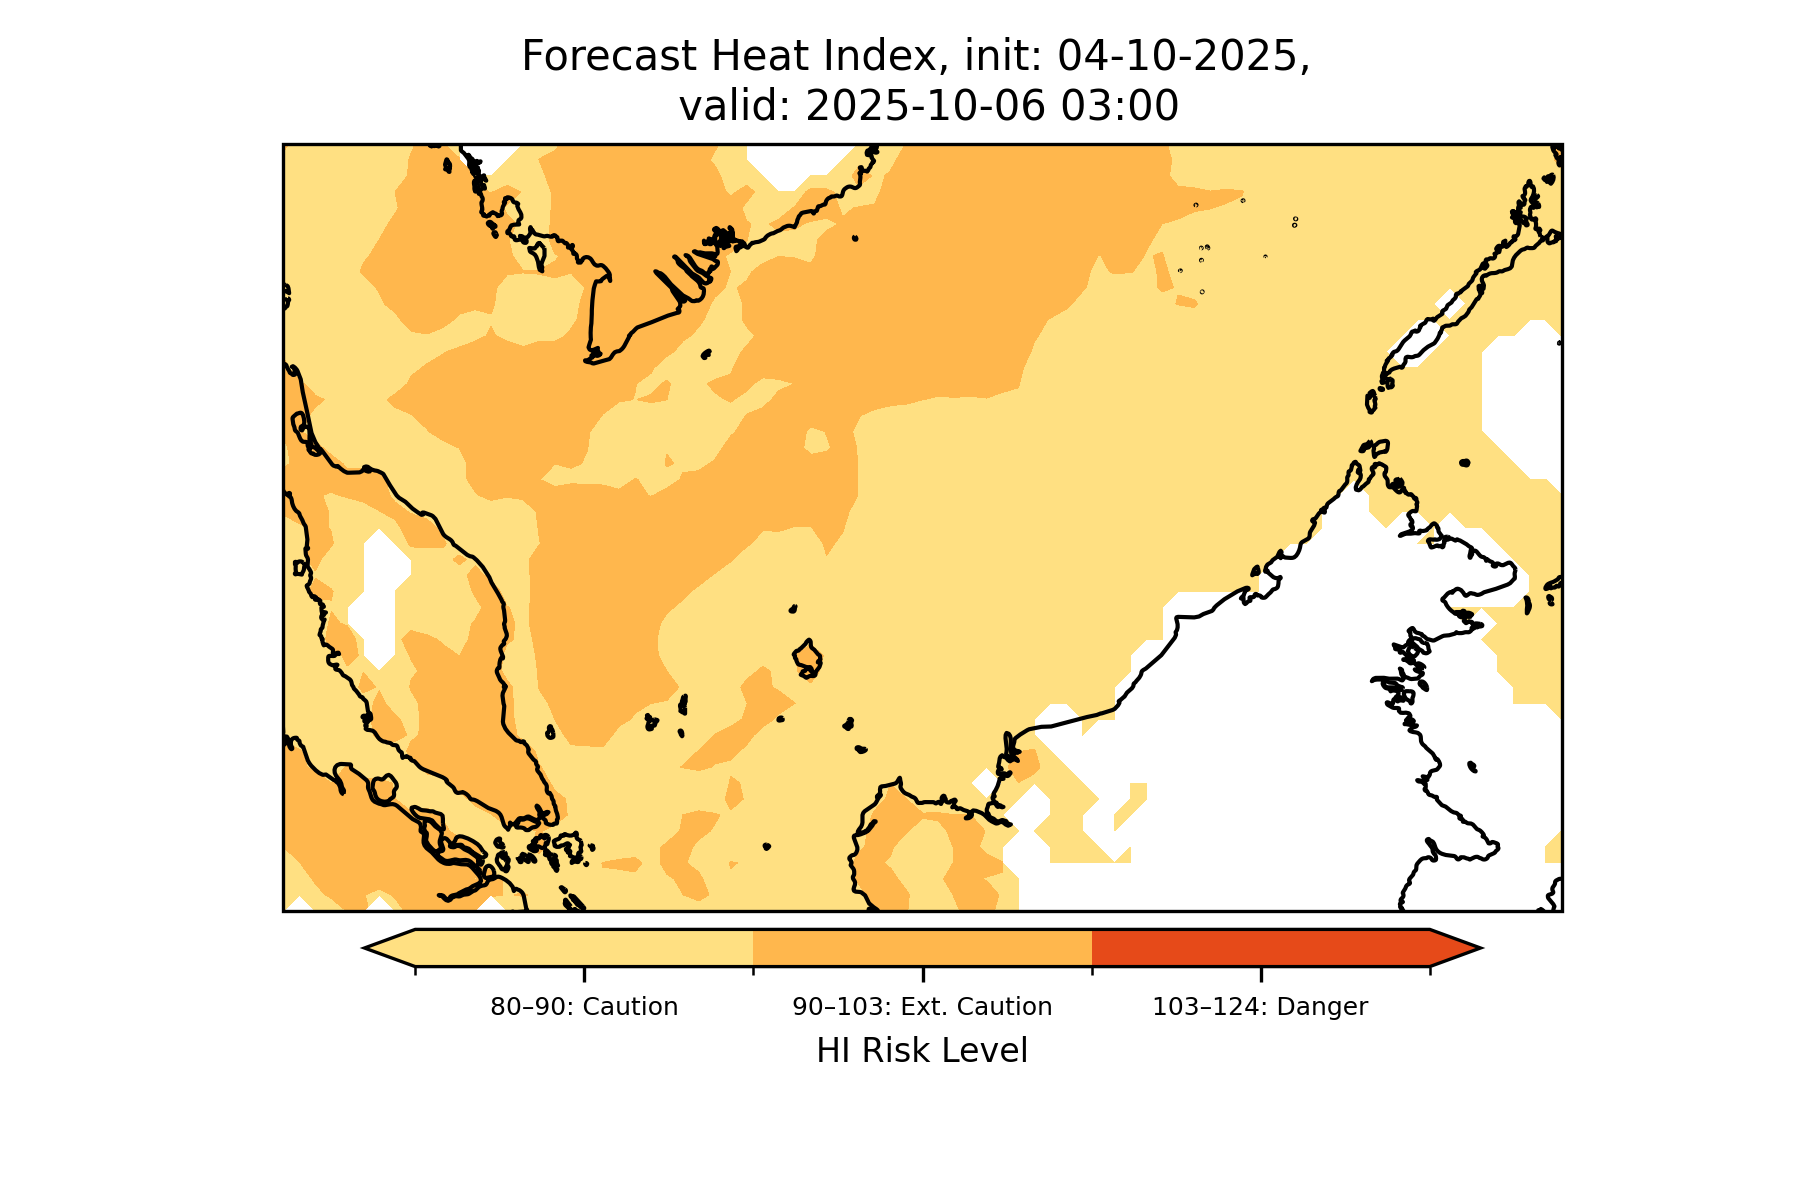 Forecast Heat Index, init: 04-10-2025,
valid: 2025-10-06 03:00
80–90: Caution
90–103: Ext. Caution
103–124: Danger
HI Risk Level